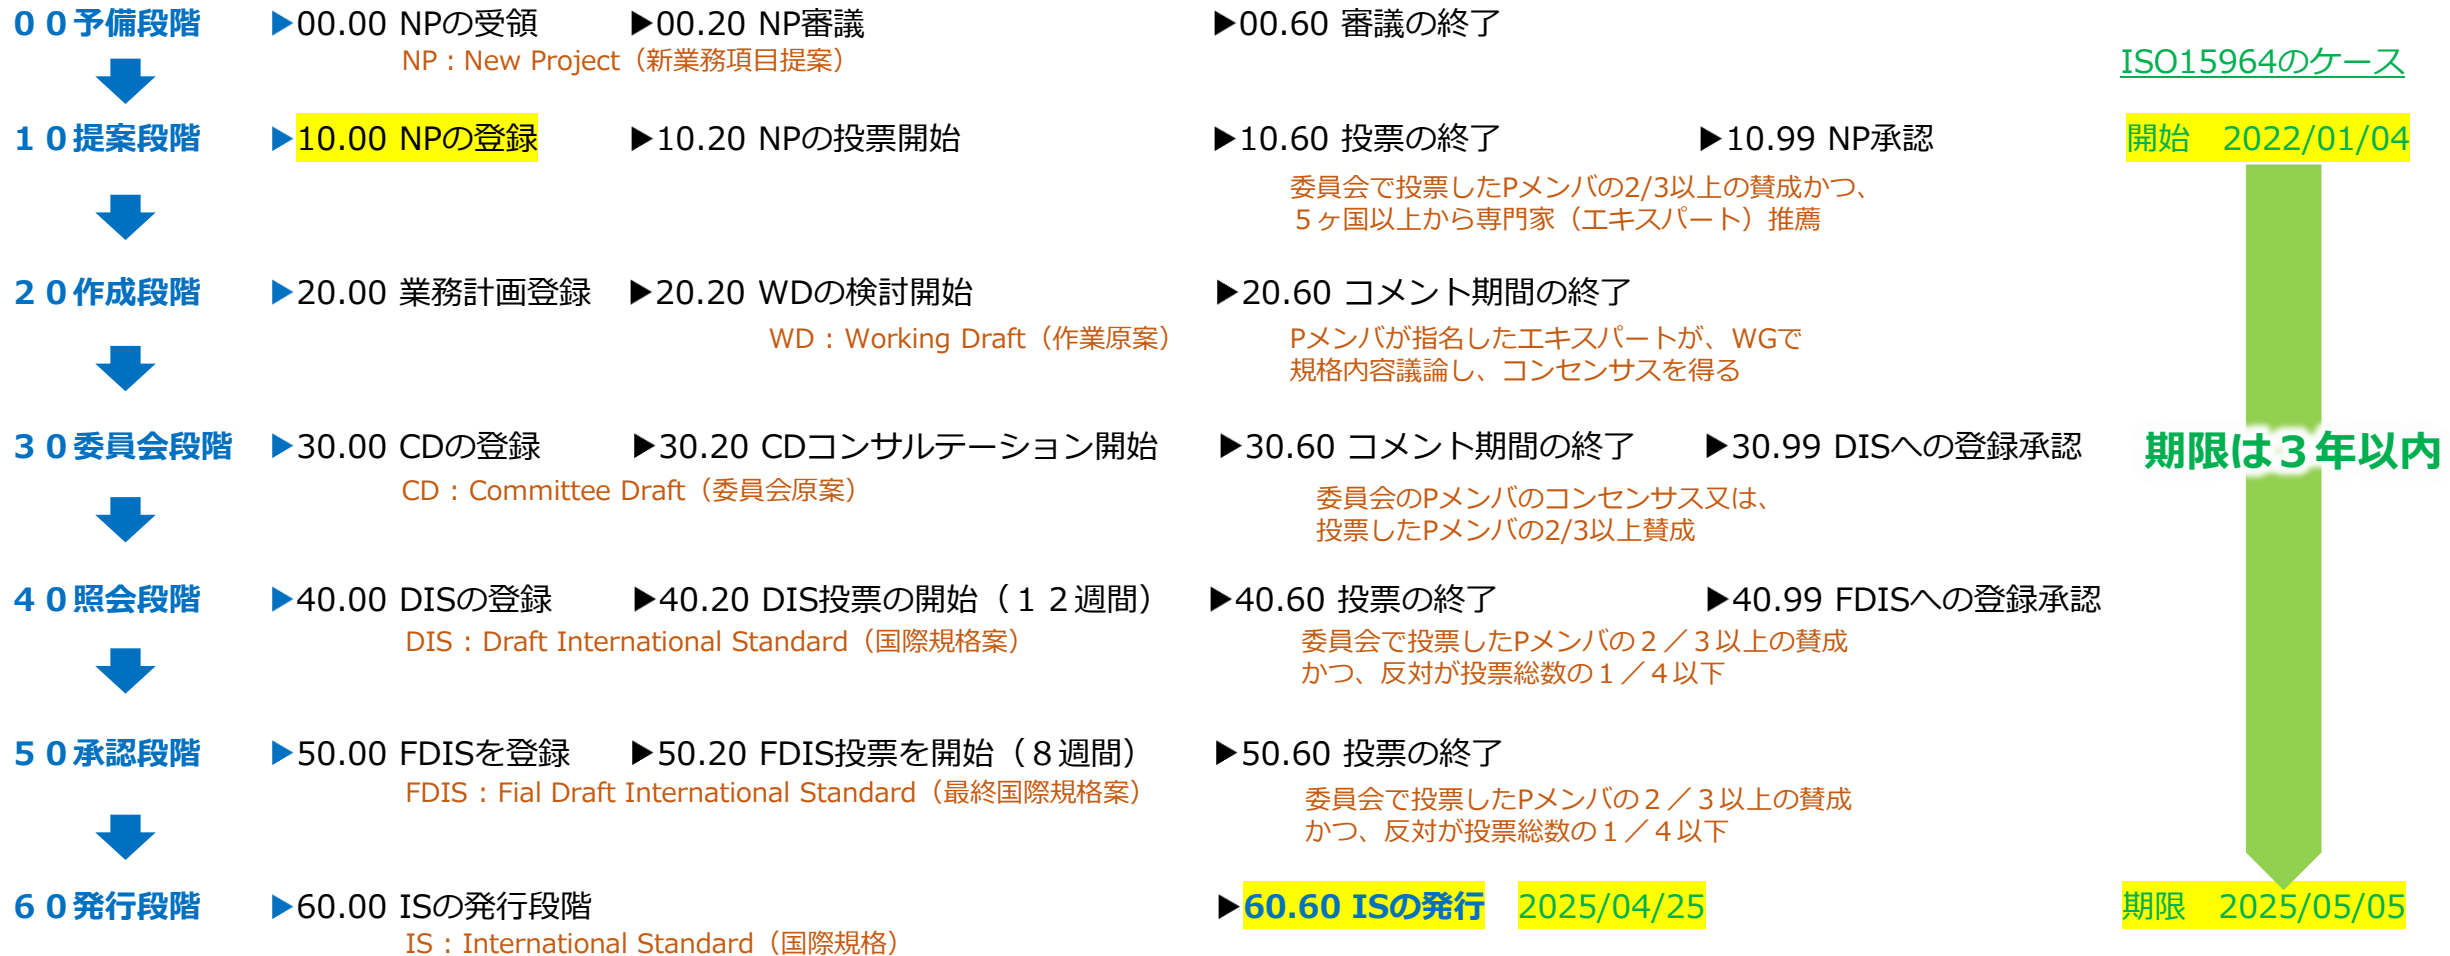 ００予備段階 ▶00.00 NPの受領 ▶00.20 NP審議 ▶00.60 審議の終了
NP：New Project（新業務項目提案）
ISO15964のケース
１０提案段階 ▶10.00 NPの登録 ▶10.20 NPの投票開始 ▶10.60 投票の終了 ▶10.99 NP承認 開始　2022/01/04
委員会で投票したPメンバの2/3以上の賛成かつ、
５ヶ国以上から専門家（エキスパート）推薦
２０作成段階 ▶20.00 業務計画登録 ▶20.20 WDの検討開始 ▶20.60 コメント期間の終了
WD：Working Draft（作業原案）
Pメンバが指名したエキスパートが、WGで
規格内容議論し、コンセンサスを得る
３０委員会段階 ▶30.00 CDの登録 ▶30.20 CDコンサルテーション開始 ▶30.60 コメント期間の終了 ▶30.99 DISへの登録承認 期限は３年以内
CD：Committee Draft（委員会原案）
委員会のPメンバのコンセンサス又は、
投票したPメンバの2/3以上賛成
４０照会段階 ▶40.00 DISの登録 ▶40.20 DIS投票の開始（１２週間） ▶40.60 投票の終了 ▶40.99 FDISへの登録承認
DIS：Draft International Standard（国際規格案）
委員会で投票したPメンバの２／３以上の賛成
かつ、反対が投票総数の１／４以下
５０承認段階 ▶50.00 FDISを登録 ▶50.20 FDIS投票を開始（８週間） ▶50.60 投票の終了
FDIS：Fial Draft International Standard（最終国際規格案）
委員会で投票したPメンバの２／３以上の賛成
かつ、反対が投票総数の１／４以下
６０発行段階 ▶60.00 ISの発行段階 ▶60.60 ISの発行 2025/04/25 期限　2025/05/05
IS：International Standard（国際規格）